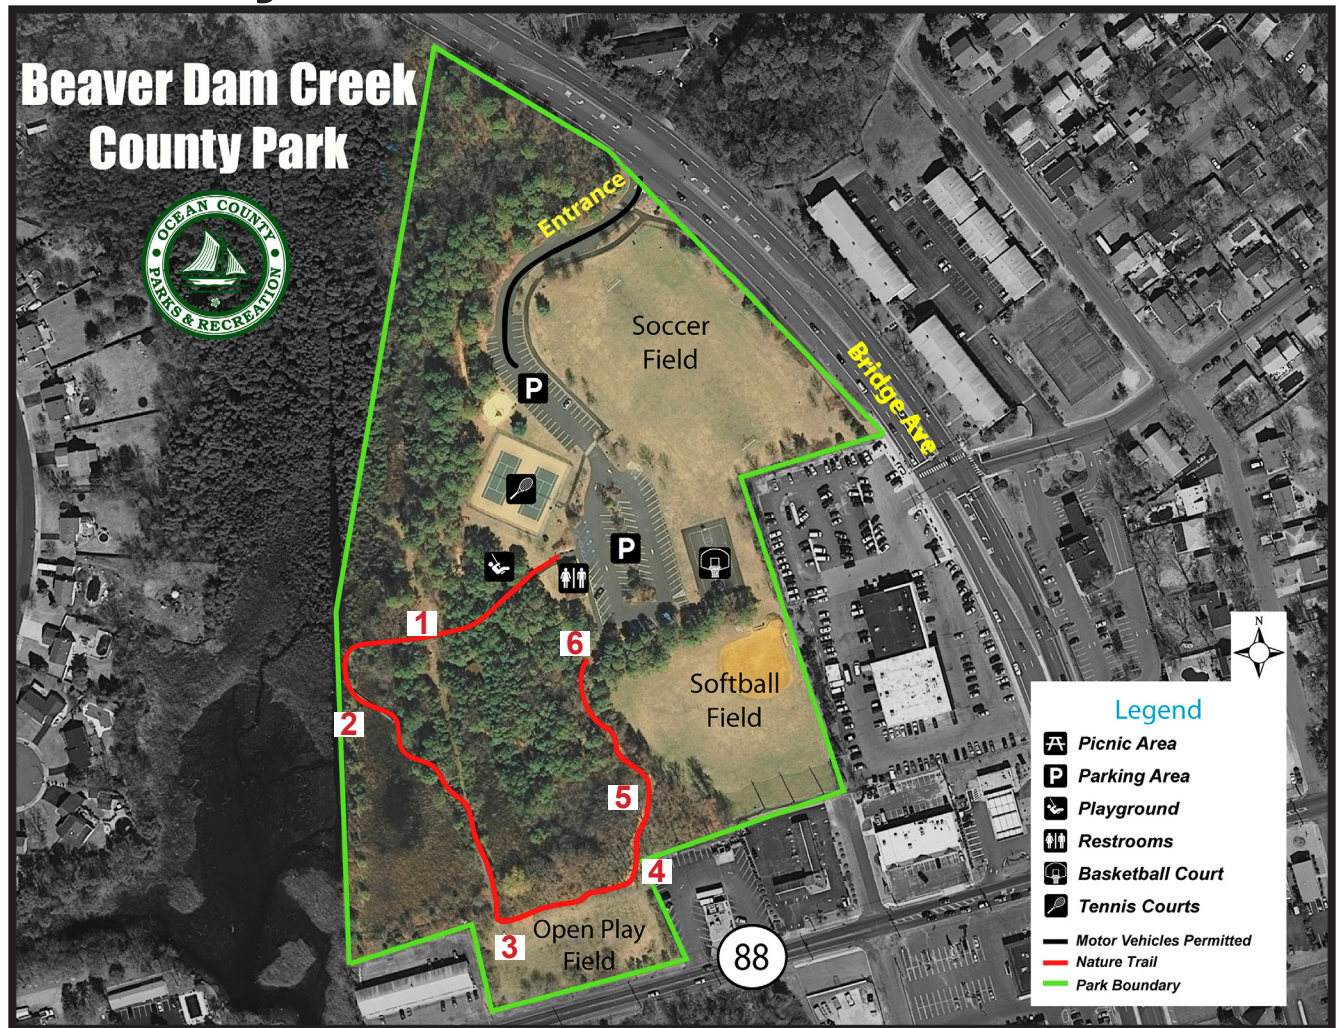 Beaver Dam Creek
County Park
OCEAN COUNTY
PARKS & RECREATION
Entrance
Soccer
Field
Bridge Ave
P
P
1
6
2
Softball
Field
5
4
3
Open Play
Field
88
N
Legend
Picnic Area
P Parking Area
Playground
Restrooms
Basketball Court
Tennis Courts
Motor Vehicles Permitted
Nature Trail
Park Boundary